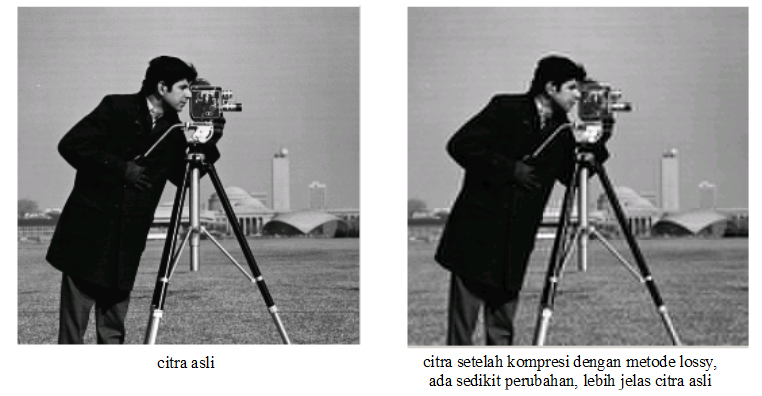 citra asli
citra setelah kompresi dengan metode lossy,
ada sedikit perubahan, lebih jelas citra asli